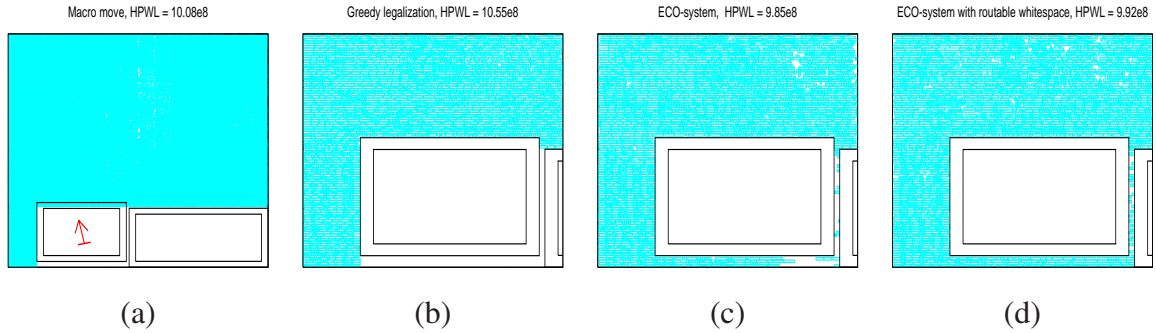 Macro move, HPWL = 10.08e8
Greedy legalization, HPWL = 10.55e8
ECO-system, HPWL = 9.85e8
ECO-system with routable whitespace, HPWL = 9.92e8
(a)
(b)
(c)
(d)